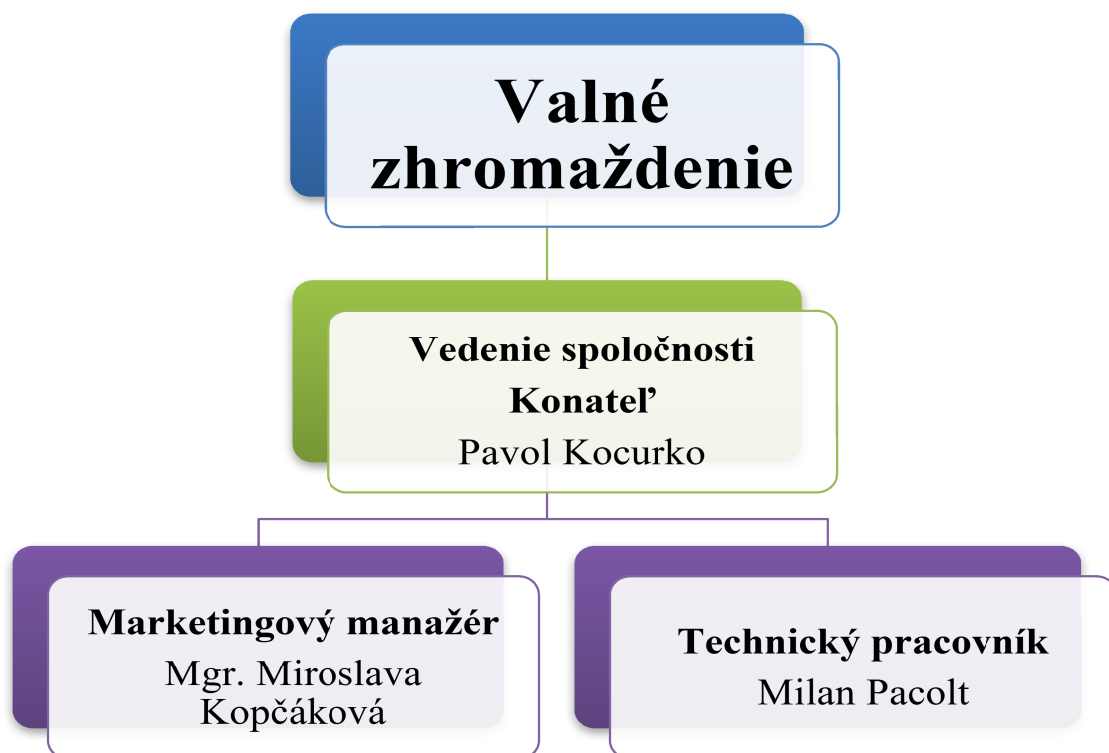 Valné
zhromaždenie
Vedenie spoločnosti
Konateľ
Pavol Kocurko
Marketingový manažér
Mgr. Miroslava
Kopčáková
Technický pracovník
Milan Pacolt